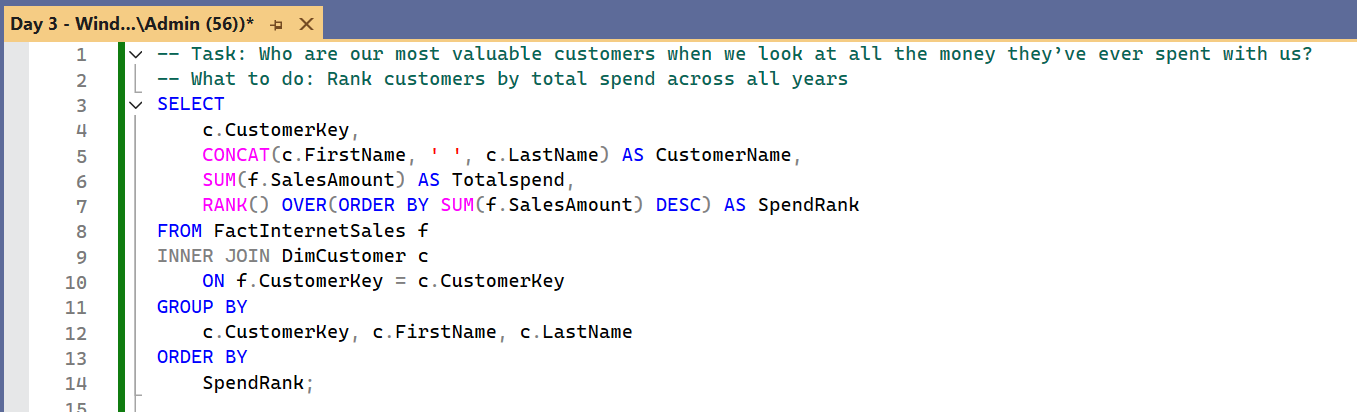 Day 3 - Wind...\Admin (56))*
1 -- Task: Who are our most valuable customers when we look at all the money they’ve ever spent with us?
2 -- What to do: Rank customers by total spend across all years
3 SELECT
4 c.CustomerKey,
5 CONCAT(c.FirstName, ' ', c.LastName) AS CustomerName,
6 SUM(f.SalesAmount) AS Totalspend,
7 RANK() OVER(ORDER BY SUM(f.SalesAmount) DESC) AS SpendRank
8 FROM FactInternetSales f
9 INNER JOIN DimCustomer c
10 ON f.CustomerKey = c.CustomerKey
11 GROUP BY
12 c.CustomerKey, c.FirstName, c.LastName
13 ORDER BY
14 SpendRank;
15